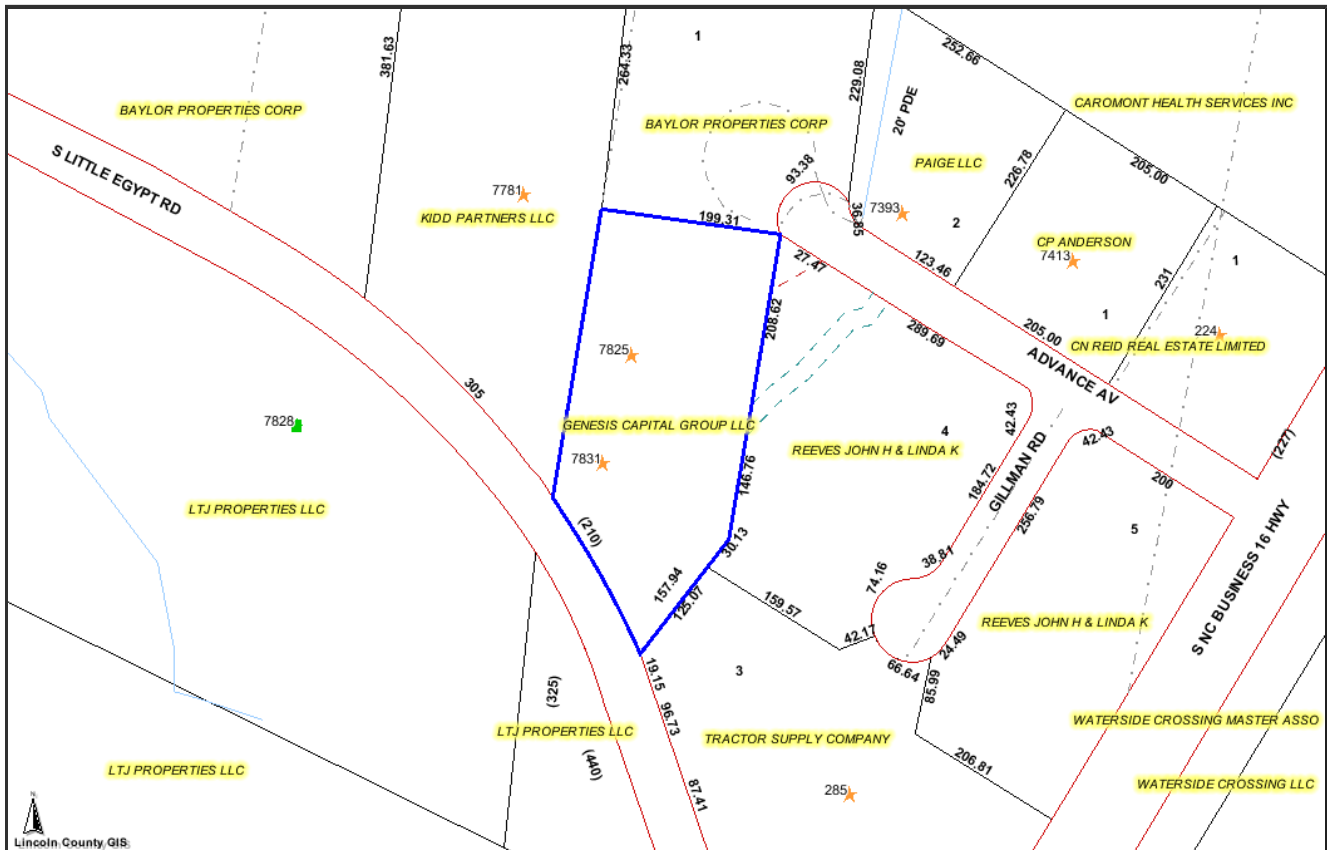 1
252.66
381.63
264.33
229.08
20' PDE
BAYLOR PROPERTIES CORP
BAYLOR PROPERTIES CORP
CAROMONT HEALTH SERVICES INC
S LITTLE EGYPT RD
93.38
PAIGE LLC
226.78
205.00
7781
KIDD PARTNERS LLC
199.31
36.85
7393
2
CP ANDERSON
7413
27.47
123.46
231
1
208.62
289.69
205.00
1
224
7825
ADVANCE AV
CN REID REAL ESTATE LIMITED
305
7828
GENESIS CAPITAL GROUP LLC
42.43
4
42.43
(227)
REEVES JOHN H & LINDA K
7831
146.76
184.72
GILLMAN RD
200
LTJ PROPERTIES LLC
(210)
256.79
5
30.13
38.81
S NC BUSINESS 16 HWY
157.94
125.07
74.16
159.57
REEVES JOHN H & LINDA K
42.17
24.49
66.64
19.15
3
85.99
(325)
96.73
WATERSIDE CROSSING MASTER ASSO
LTJ PROPERTIES LLC
TRACTOR SUPPLY COMPANY
LTJ PROPERTIES LLC
(440)
206.81
87.41
285
WATERSIDE CROSSING LLC
N
Lincoln County GIS